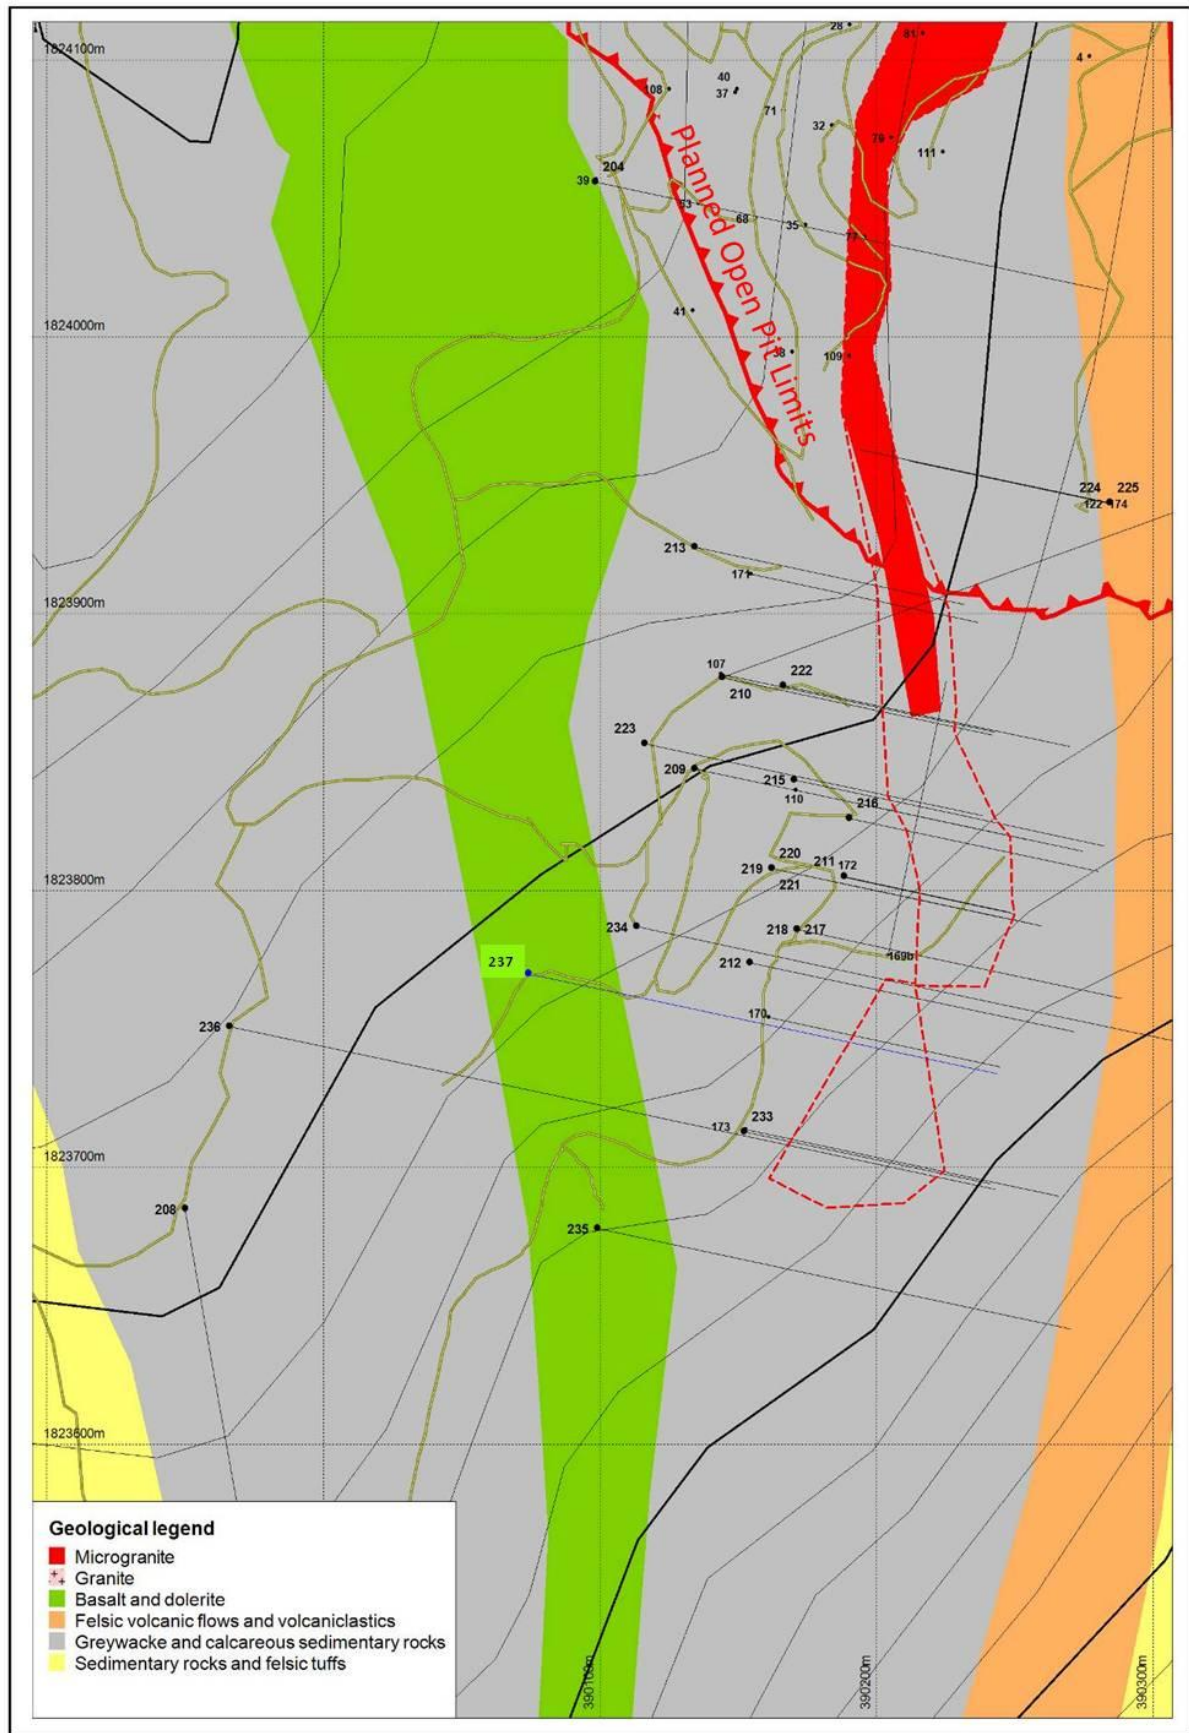 28
81
1824100m
4
40
108
37
71
32
79
111
204
39
53
68
35
77
Planned Open Pit Limits
41
1824000m
38
109
224 225
122 174
213
171
1823900m
107
222
210
223
209
215
110
216
220
219
211
172
221
1823800m
234
218
217
212
169b
237
170
236
233
173
1823700m
208
235
1823600m
Geological legend
Microgranite
Granite
Basalt and dolerite
Felsic volcanic flows and volcaniclastics
Greywacke and calcareous sedimentary rocks
Sedimentary rocks and felsic tuffs
390100m
390200m
390300m